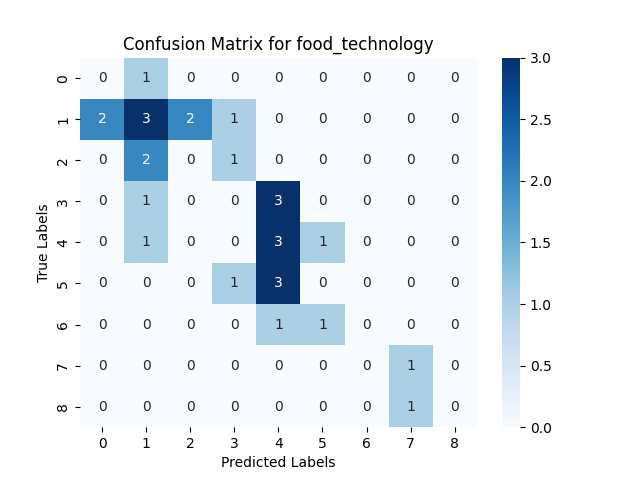 Confusion Matrix for food_technology
0 0 1 0 0 0 0 0 0 0
1 2 3 2 1 0 0 0 0 0
2 0 2 0 1 0 0 0 0 0
3 0 1 0 0 3 0 0 0 0
4 0 1 0 0 3 1 0 0 0
5 0 0 0 1 3 0 0 0 0
6 0 0 0 0 1 1 0 0 0
7 0 0 0 0 0 0 0 1 0
8 0 0 0 0 0 0 0 1 0
0 1 2 3 4 5 6 7 8
True Labels
Predicted Labels
3.0
2.5
2.0
1.5
1.0
0.5
0.0